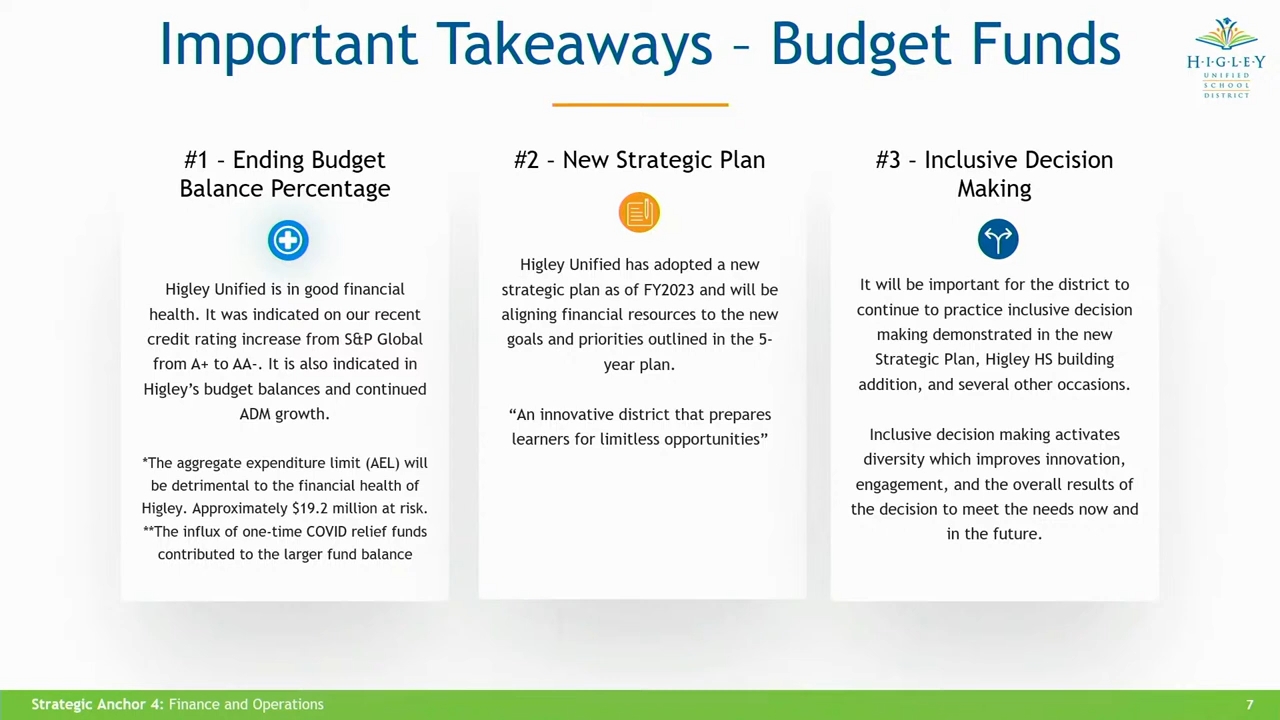 Important Takeaways – Budget Funds
H·I·G·L·E·Y
UNIFIED
SCHOOL
DISTRICT
#1 – Ending Budget
Balance Percentage
Higley Unified is in good financial
health. It was indicated on our recent
credit rating increase from S&P Global
from A+ to AA-. It is also indicated in
Higley’s budget balances and continued
ADM growth.
*The aggregate expenditure limit (AEL) will
be detrimental to the financial health of
Higley. Approximately $19.2 million at risk.
**The influx of one-time COVID relief funds
contributed to the larger fund balance
#2 – New Strategic Plan
Higley Unified has adopted a new
strategic plan as of FY2023 and will be
aligning financial resources to the new
goals and priorities outlined in the 5-
year plan.
“An innovative district that prepares
learners for limitless opportunities”
#3 – Inclusive Decision
Making
It will be important for the district to
continue to practice inclusive decision
making demonstrated in the new
Strategic Plan, Higley HS building
addition, and several other occasions.
Inclusive decision making activates
diversity which improves innovation,
engagement, and the overall results of
the decision to meet the needs now and
in the future.
Strategic Anchor 4: Finance and Operations
7